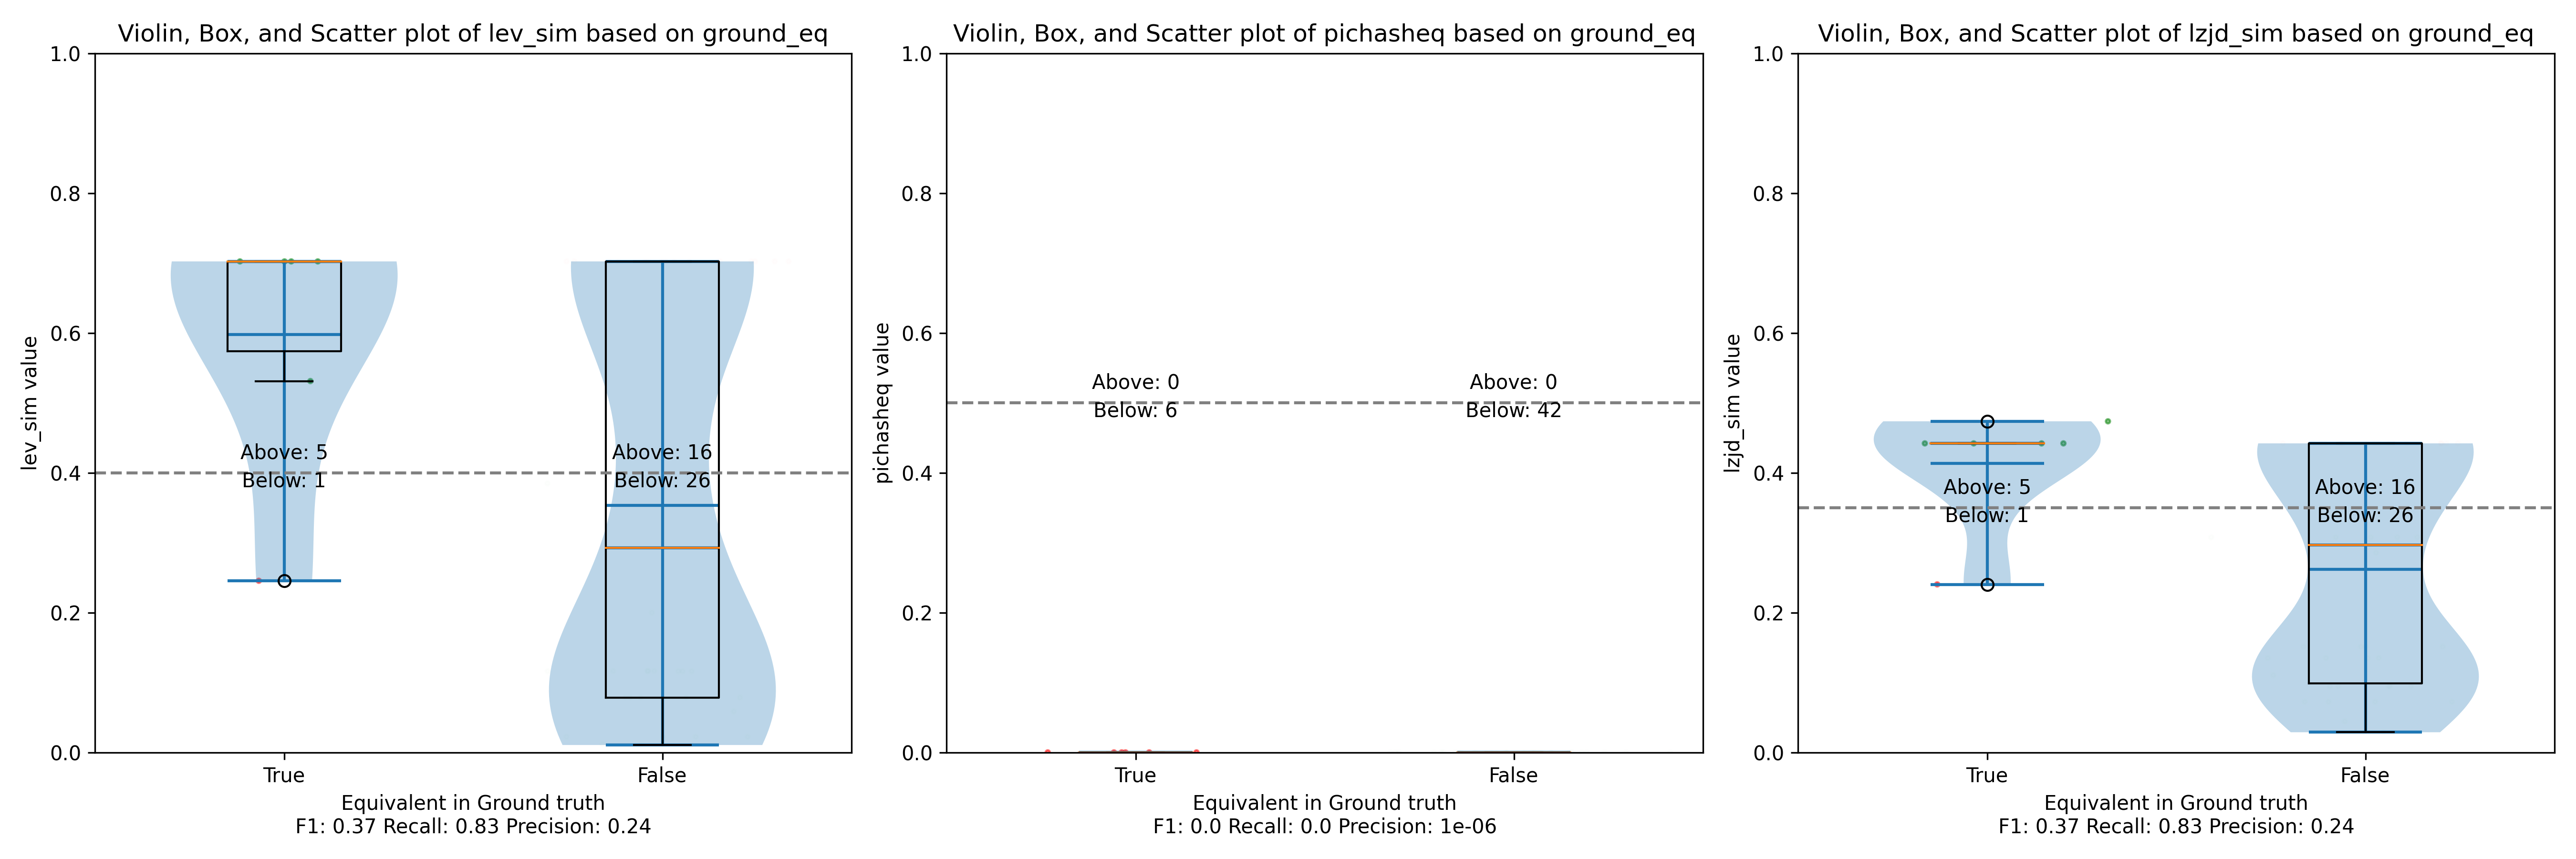 Violin, Box, and Scatter plot of lev_sim based on ground_eq
1.0
0.8
0.6
0.4
0.2
0.0
lev_sim value
Above: 5
Below: 1
Above: 16
Below: 26
True
False
Equivalent in Ground truth
F1: 0.37 Recall: 0.83 Precision: 0.24
Violin, Box, and Scatter plot of pichasheq based on ground_eq
1.0
0.8
0.6
0.4
0.2
0.0
pichasheq value
Above: 0
Below: 6
Above: 0
Below: 42
True
False
Equivalent in Ground truth
F1: 0.0 Recall: 0.0 Precision: 1e-06
Violin, Box, and Scatter plot of lzjd_sim based on ground_eq
1.0
0.8
0.6
0.4
0.2
0.0
lzjd_sim value
Above: 5
Below: 1
Above: 16
Below: 26
True
False
Equivalent in Ground truth
F1: 0.37 Recall: 0.83 Precision: 0.24